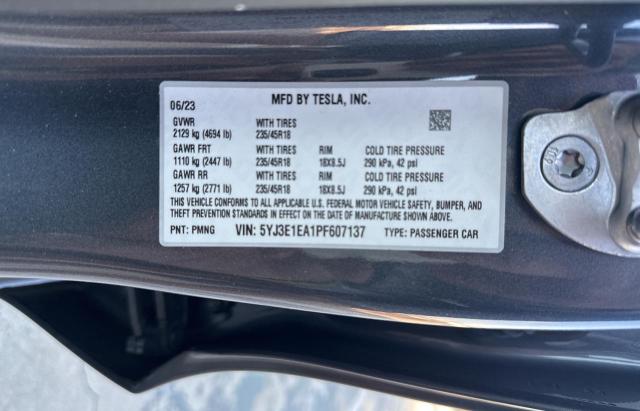 06/23 MFD BY TESLA, INC.
GVWR WITH TIRES
2129 kg (4694 lb) 235/45R18
GAWR FRT WITH TIRES RIM COLD TIRE PRESSURE
1110 kg (2447 lb) 235/45R18 18X8.5J 290 kPa, 42 psi
GAWR RR WITH TIRES RIM COLD TIRE PRESSURE
1257 kg (2771 lb) 235/45R18 18X8.5J 290 kPa, 42 psi
THIS VEHICLE CONFORMS TO ALL APPLICABLE U.S. FEDERAL MOTOR VEHICLE SAFETY, BUMPER, AND
THEFT PREVENTION STANDARDS IN EFFECT ON THE DATE OF MANUFACTURE SHOWN ABOVE.
PNT: PMNG VIN: 5YJ3E1EA1PF607137 TYPE: PASSENGER CAR